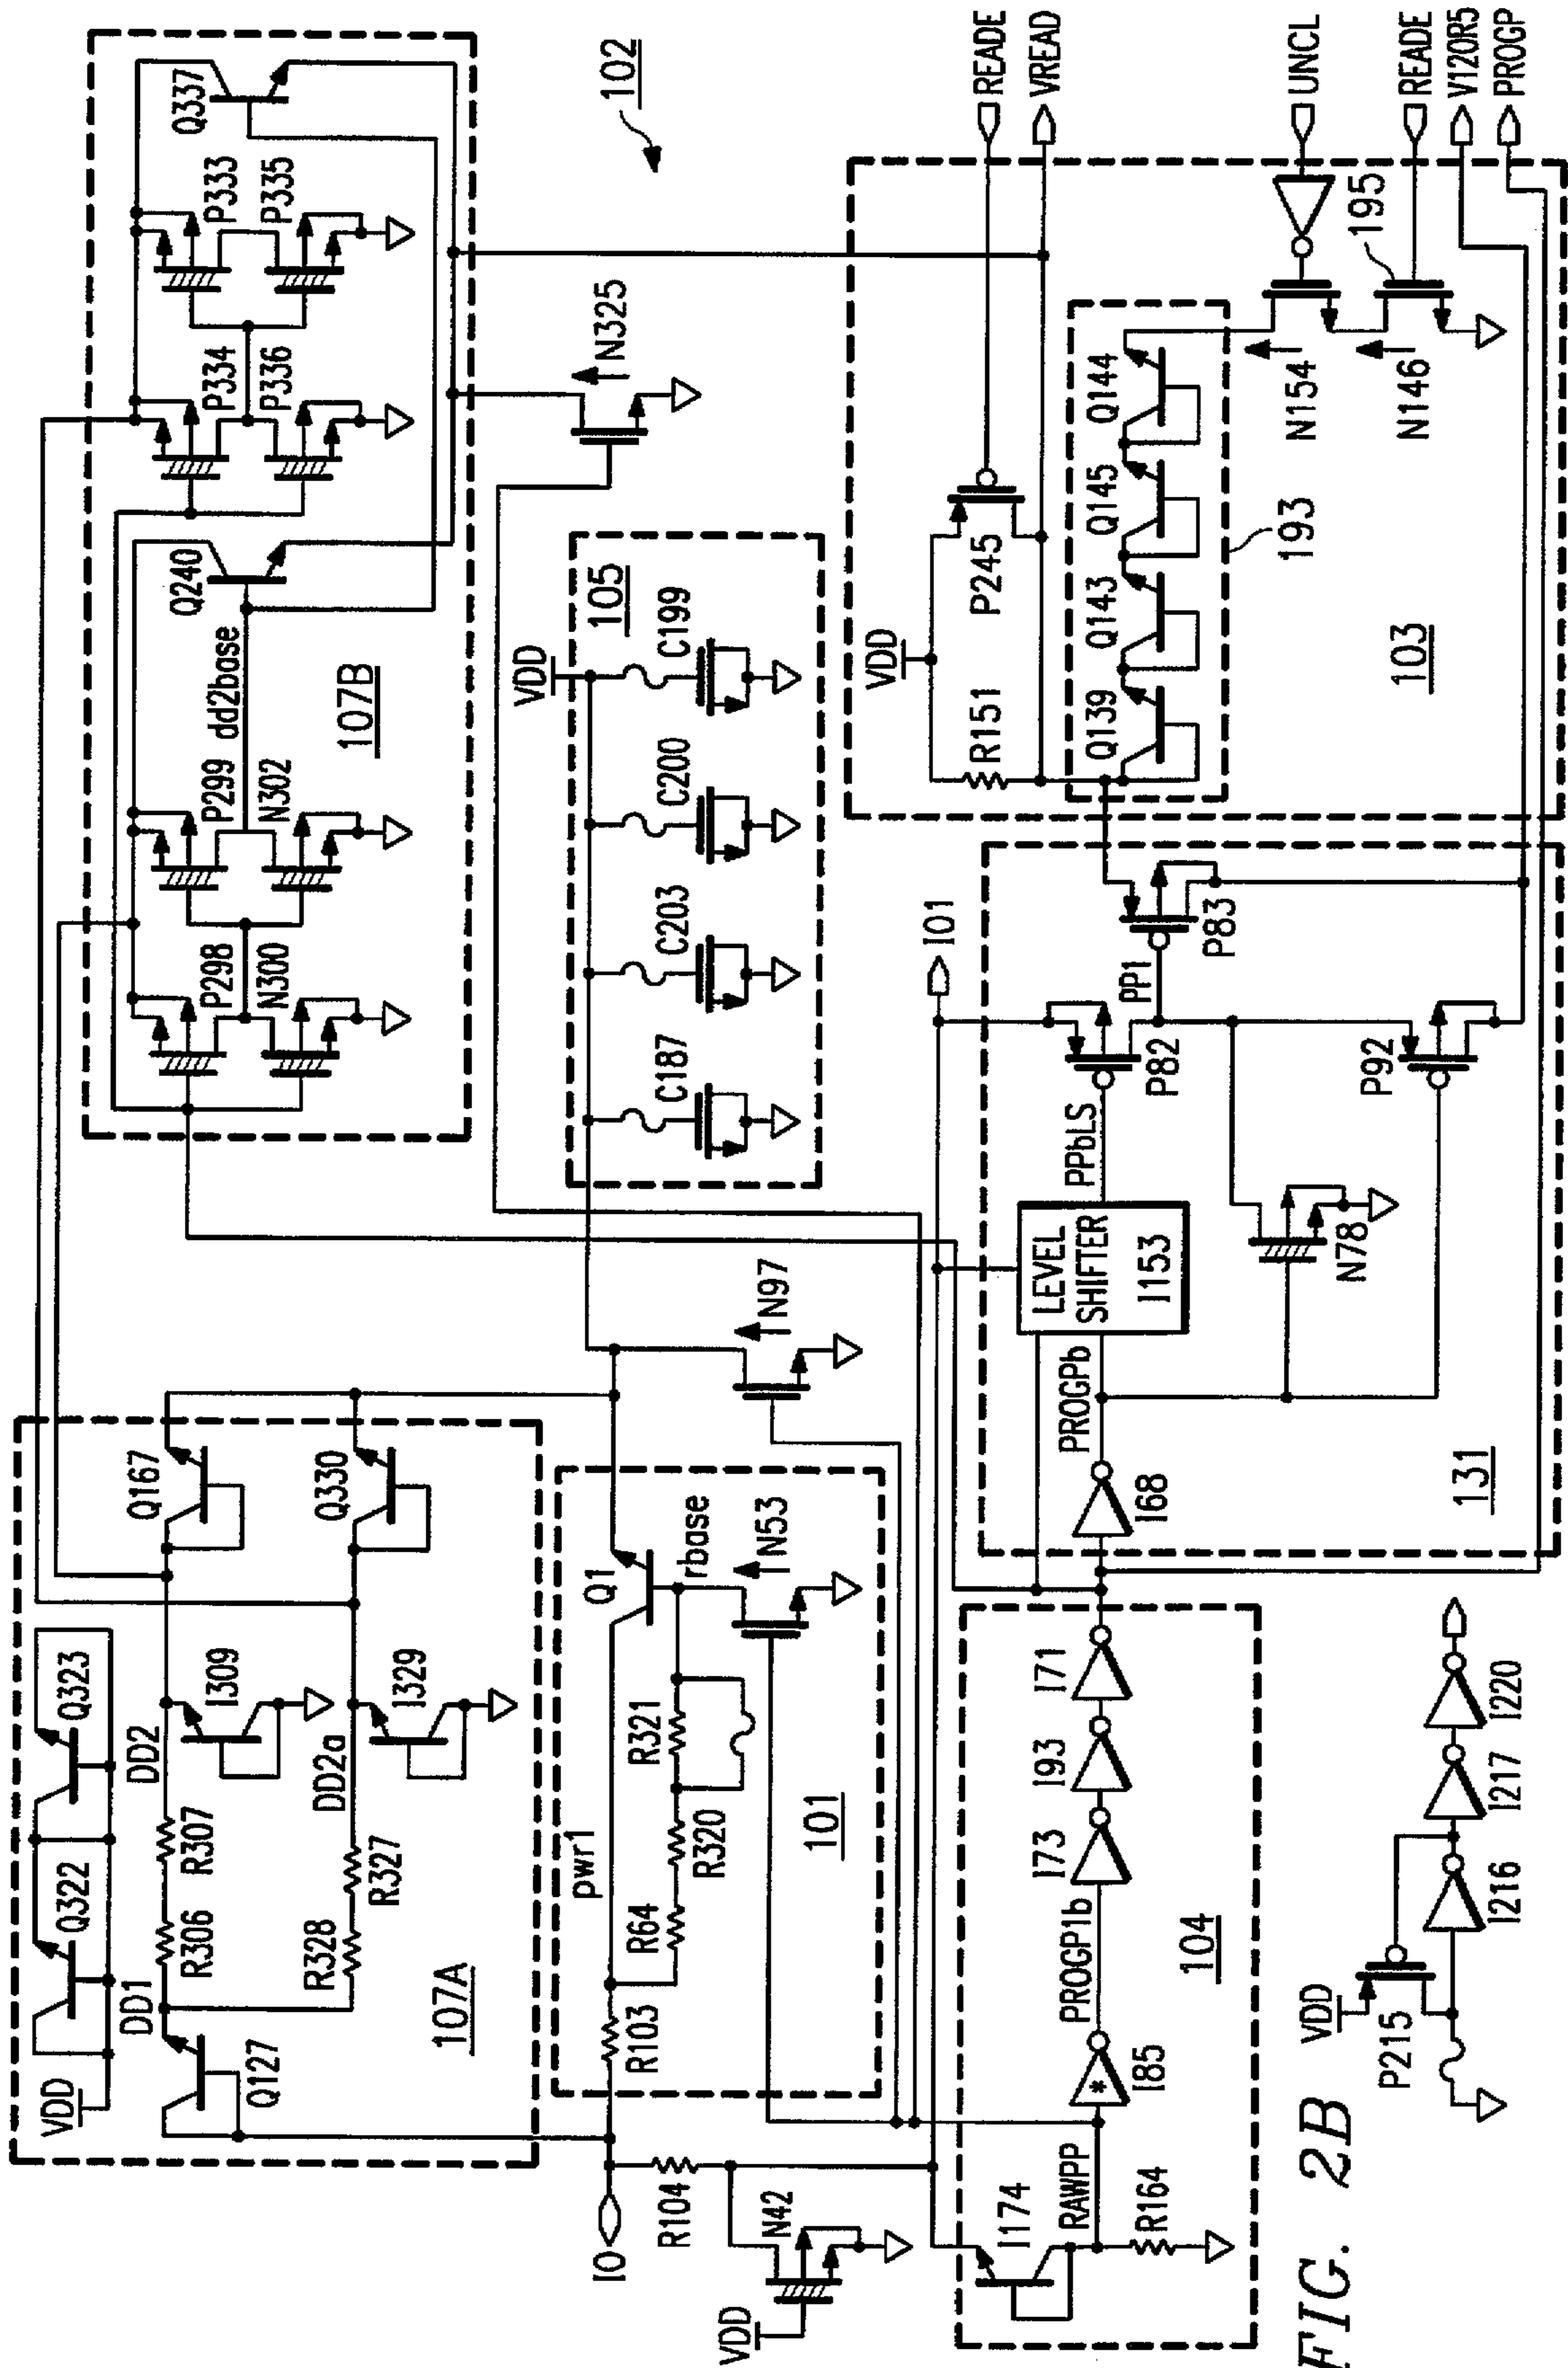 VDD
Q322
Q323
DD1
R306
R307
DD2
Q167
Q127
R328
R327
DD2a
I309
I329
Q330
107A
P298
N300
P299
N302
dd2base
107B
Q240
P334
P336
P333
P335
Q337
102
IO
R103
pwr1
R64
R320
R321
rbase
Q1
N53
101
R104
N42
VDD
N97
VDD
105
C187
C203
C200
C199
N325
I174
RAWPP
R164
I85
*
PROGP1b
I73
I93
I71
104
I68
PROGPb
LEVEL
SHIFTER
I153
PPbLS
P82
PP1
P83
N78
P92
131
IO1
VDD
R151
P245
Q139
Q143
Q145
Q144
193
N154
N146
195
103
READE
VREAD
UNCL
READE
V120R5
PROGP
VDD
P215
I216
I217
I220
FIG. 2B